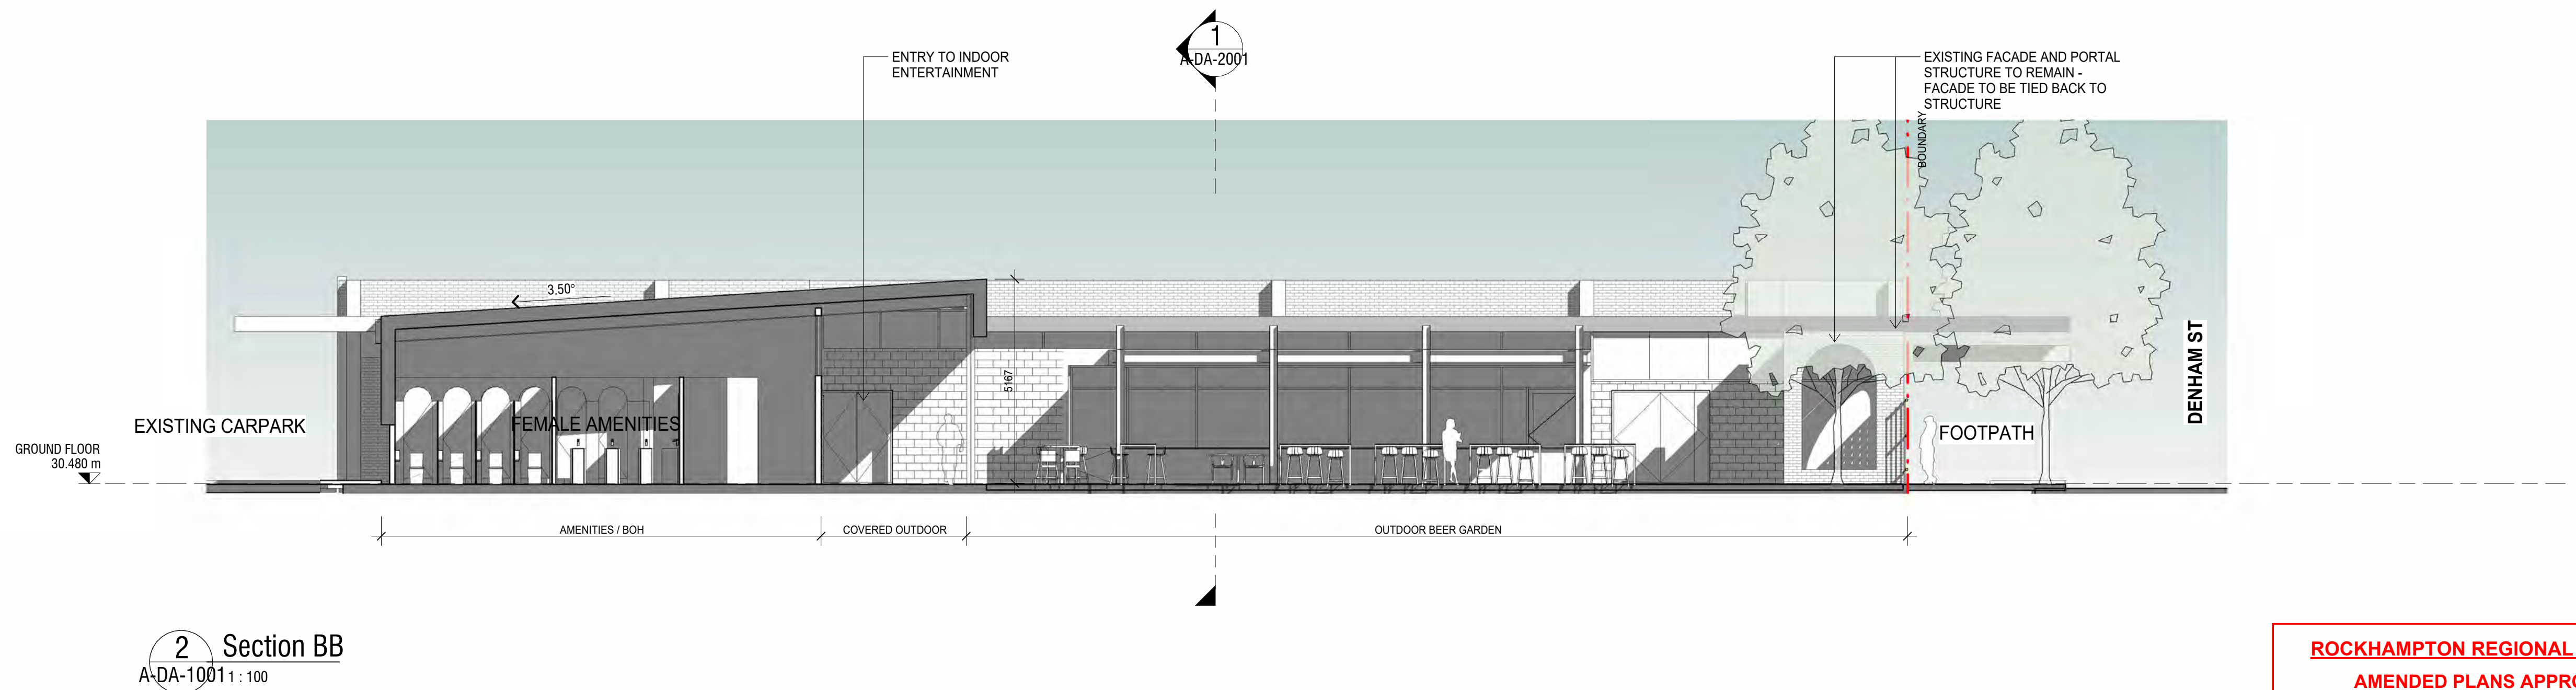 1
A-DA-2001
ENTRY TO INDOOR
ENTERTAINMENT
EXISTING FACADE AND PORTAL
STRUCTURE TO REMAIN -
FACADE TO BE TIED BACK TO
STRUCTURE
BOUNDARY
3.50°
5167
DENHAM ST
EXISTING CARPARK
FEMALE AMENITIES
FOOTPATH
GROUND FLOOR
30.480 m
AMENITIES / BOH
COVERED OUTDOOR
OUTDOOR BEER GARDEN
2
Section BB
A-DA-1001
1 : 100
ROCKHAMPTON REGIONAL
AMENDED PLANS APPRO